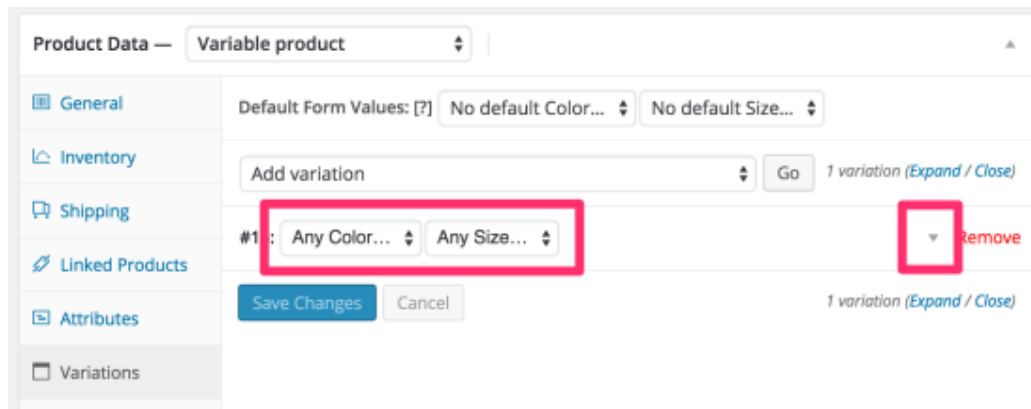 Product Data — Variable product
General
Default Form Values: [?] No default Color... No default Size...
Inventory
Add variation Go 1 variation (Expand / Close)
Shipping
#1 : Any Color... Any Size... Remove
Linked Products
Save Changes Cancel 1 variation (Expand / Close)
Attributes
Variations